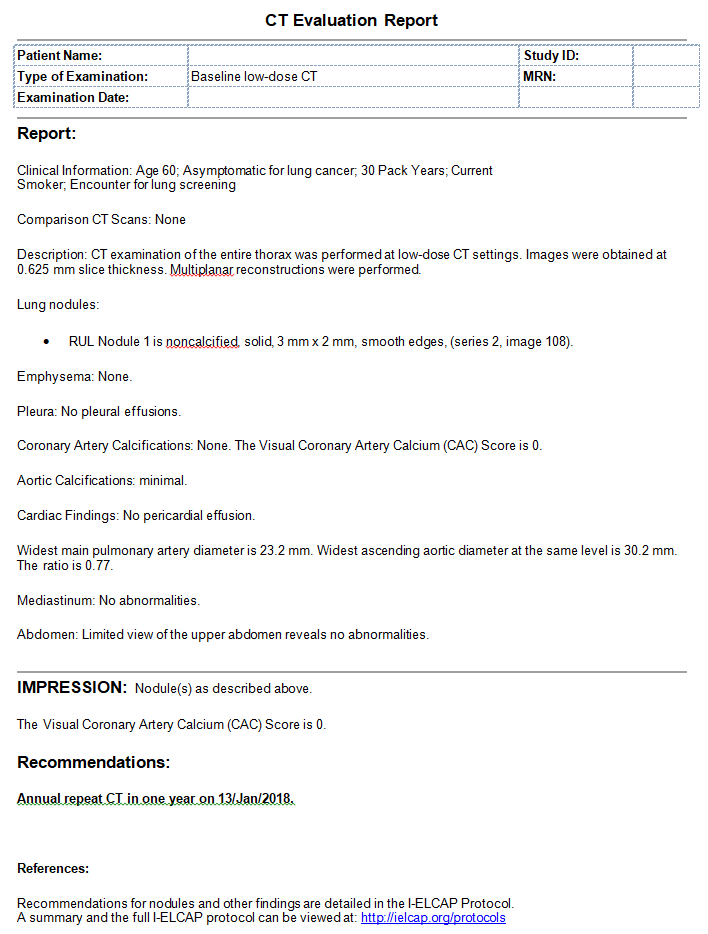 CT Evaluation Report
Patient Name: Study ID:
Type of Examination: Baseline low-dose CT MRN:
Examination Date:
Report:
Clinical Information: Age 60; Asymptomatic for lung cancer; 30 Pack Years; Current
Smoker; Encounter for lung screening
Comparison CT Scans: None
Description: CT examination of the entire thorax was performed at low-dose CT settings. Images were obtained at
0.625 mm slice thickness. Multiplanar reconstructions were performed.
Lung nodules:
• RUL Nodule 1 is noncalcified, solid, 3 mm x 2 mm, smooth edges, (series 2, image 108).
Emphysema: None.
Pleura: No pleural effusions.
Coronary Artery Calcifications: None. The Visual Coronary Artery Calcium (CAC) Score is 0.
Aortic Calcifications: minimal.
Cardiac Findings: No pericardial effusion.
Widest main pulmonary artery diameter is 23.2 mm. Widest ascending aortic diameter at the same level is 30.2 mm.
The ratio is 0.77.
Mediastinum: No abnormalities.
Abdomen: Limited view of the upper abdomen reveals no abnormalities.
IMPRESSION: Nodule(s) as described above.
The Visual Coronary Artery Calcium (CAC) Score is 0.
Recommendations:
Annual repeat CT in one year on 13/Jan/2018.
References:
Recommendations for nodules and other findings are detailed in the I-ELCAP Protocol.
A summary and the full I-ELCAP protocol can be viewed at: http://ielcap.org/protocols